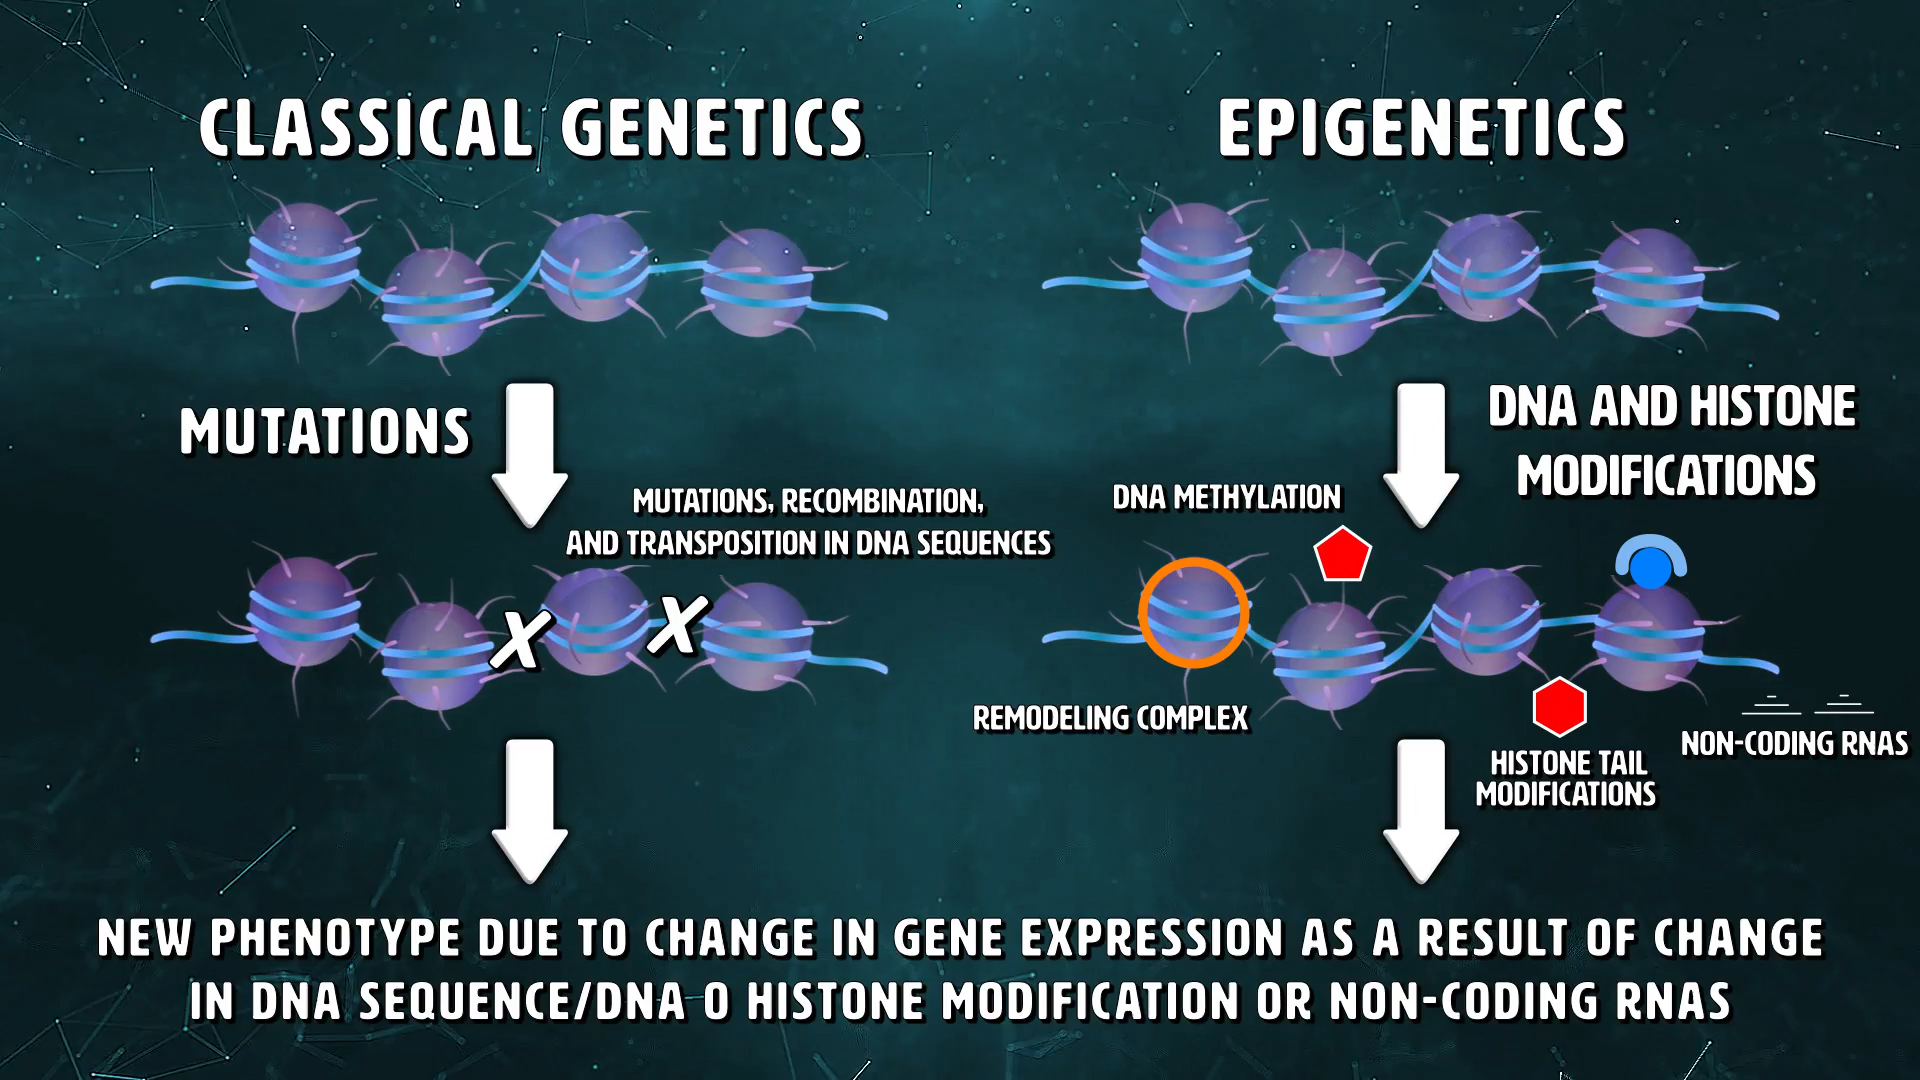 CLASSICAL GENETICS
EPIGENETICS
MUTATIONS
MUTATIONS, RECOMBINATION,
AND TRANSPOSITION IN DNA SEQUENCES
X
X
DNA AND HISTONE
MODIFICATIONS
DNA METHYLATION
REMODELING COMPLEX
HISTONE TAIL
MODIFICATIONS
NON-CODING RNAS
NEW PHENOTYPE DUE TO CHANGE IN GENE EXPRESSION AS A RESULT OF CHANGE
IN DNA SEQUENCE/DNA O HISTONE MODIFICATION OR NON-CODING RNAS